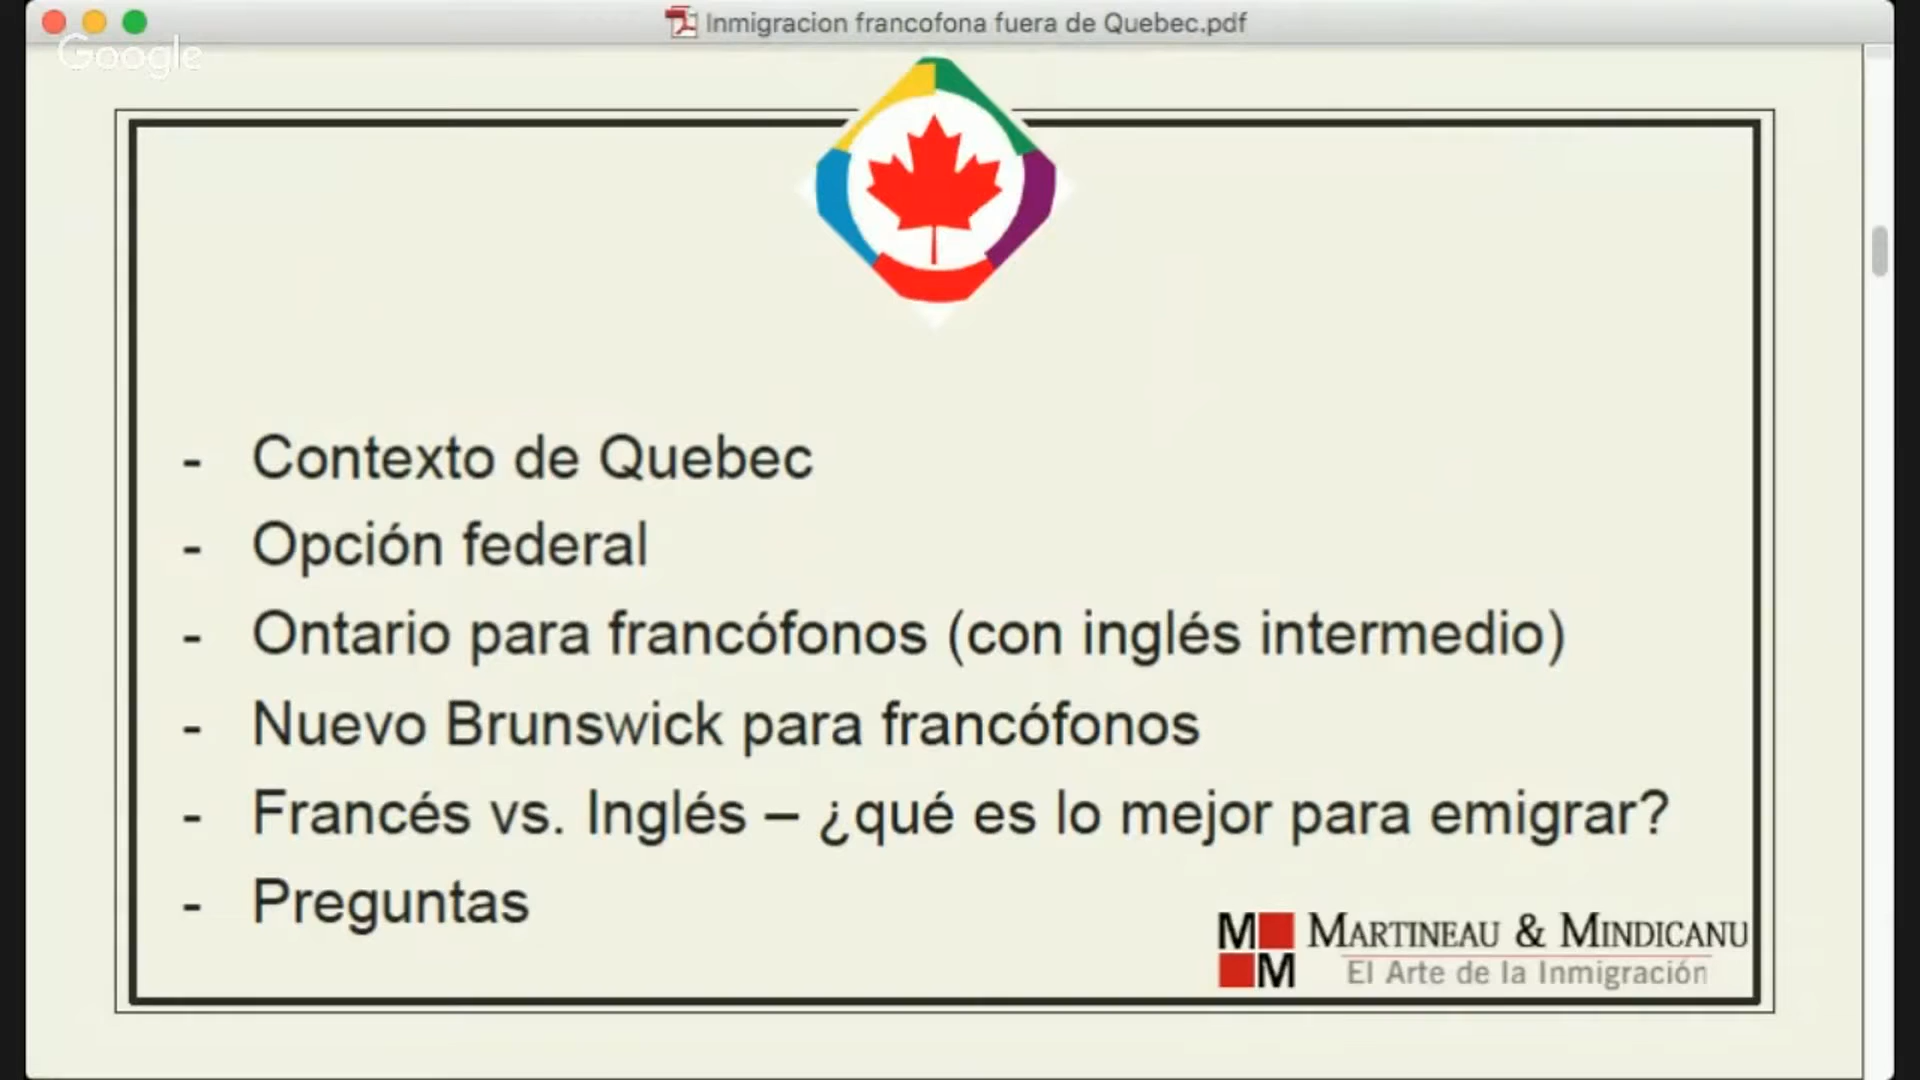 Inmigracion francofona fuera de Quebec.pdf
Google
- Contexto de Quebec
- Opción federal
- Ontario para francófonos (con inglés intermedio)
- Nuevo Brunswick para francófonos
- Francés vs. Inglés – ¿qué es lo mejor para emigrar?
- Preguntas
M MARTINEAU & MINDICANU
M El Arte de la Inmigración